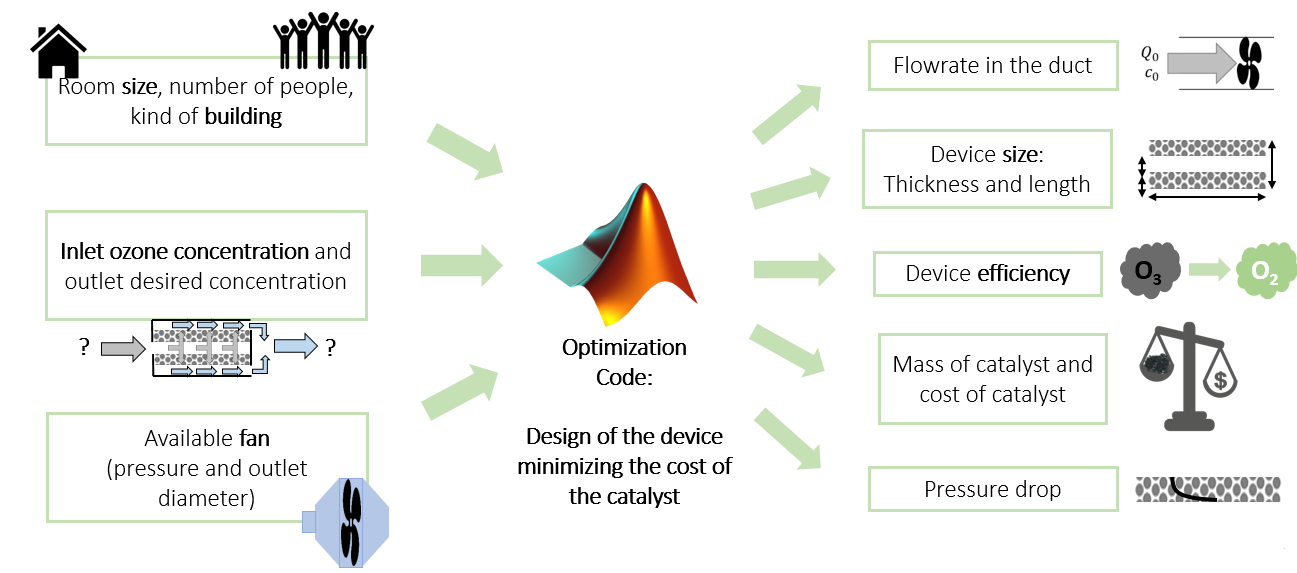 Room size, number of people,
kind of building
Inlet ozone concentration and
outlet desired concentration
?
?
Available fan
(pressure and outlet
diameter)
Optimization
Code:
Design of the device
minimizing the cost of
the catalyst
Flowrate in the duct
Q₀
c₀
Device size:
Thickness and length
Device efficiency
O₃
O₂
Mass of catalyst and
cost of catalyst
$
Pressure drop